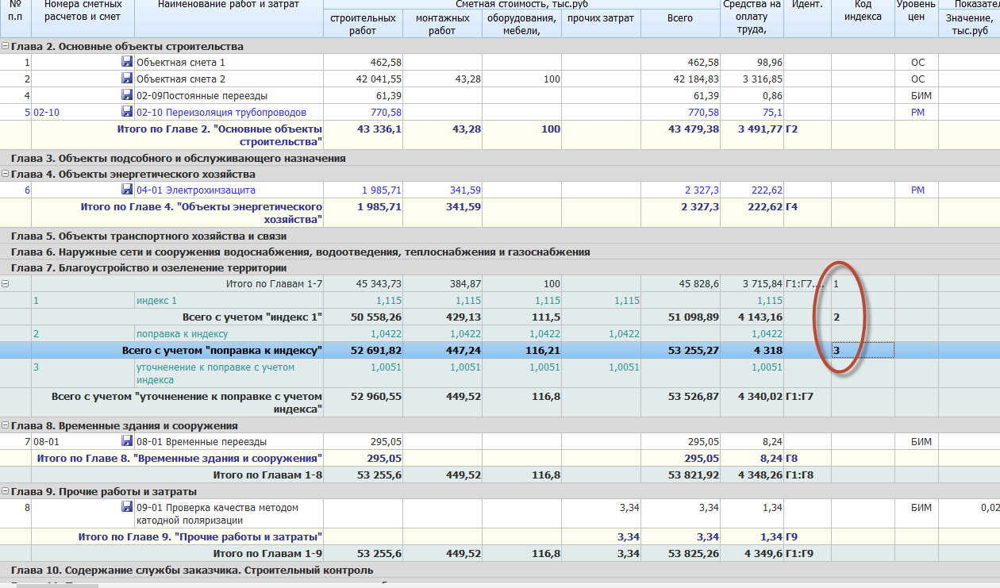 № п.п	Номера сметных расчетов и смет	Наименование работ и затрат	Сметная стоимость, тыс.руб	Средства на оплату труда,	Идент.	Код индекса	Уровень цен	Показател
строительных работ	монтажных работ	оборудования, мебели,	прочих затрат	Всего	Значение, тыс.руб
Глава 2. Основные объекты строительства
1	Объектная смета 1	462,58	462,58	98,96	ОС
2	Объектная смета 2	42 041,55	43,28	100	42 184,83	3 316,85	ОС
4	02-09Постоянные переезды	61,39	61,39	0,86	БИМ
5	02-10	02-10 Переизоляция трубопроводов	770,58	770,58	75,1	РМ
Итого по Главе 2. "Основные объекты	43 336,1	43,28	100	43 479,38	3 491,77	Г2
строительства"
Глава 3. Объекты подсобного и обслуживающего назначения
Глава 4. Объекты энергетического хозяйства
6	04-01 Электрохимзащита	1 985,71	341,59	2 327,3	222,62	РМ
Итого по Главе 4. "Объекты энергетического	1 985,71	341,59	2 327,3	222,62	Г4
хозяйства"
Глава 5. Объекты транспортного хозяйства и связи
Глава 6. Наружные сети и сооружения водоснабжения, водоотведения, теплоснабжения и газоснабжения
Глава 7. Благоустройство и озеленение территории
Итого по Главам 1-7	45 343,73	384,87	100	45 828,6	3 715,84	Г1:Г7....	1
1	индекс 1	1,115	1,115	1,115	1,115	1,115
Всего с учетом "индекс 1"	50 558,26	429,13	111,5	51 098,89	4 143,16	2
2	поправка к индексу	1,0422	1,0422	1,0422	1,0422	1,0422
Всего с учетом "поправка к индексу"	52 691,82	447,24	116,21	53 255,27	4 318	3
3	уточненение к поправке с учетом	1,0051	1,0051	1,0051	1,0051	1,0051
индекса
Всего с учетом "уточненение к поправке с учетом	52 960,55	449,52	116,8	53 526,87	4 340,02	Г1:Г7
индекса"
Глава 8. Временные здания и сооружения
7	08-01	08-01 Временные переезды	295,05	295,05	8,24	БИМ
Итого по Главе 8. "Временные здания и сооружения"	295,05	295,05	8,24	Г8
Итого по Главам 1-8	53 255,6	449,52	116,8	53 821,92	4 348,26	Г1:Г8
Глава 9. Прочие работы и затраты
8	09-01 Проверка качества методом	3,34	3,34	1,34	БИМ	0,02
катодной поляризации
Итого по Главе 9. "Прочие работы и затраты"	3,34	3,34	1,34	Г9
Итого по Главам 1-9	53 255,6	449,52	116,8	3,34	53 825,26	4 349,6	Г1:Г9
Глава 10. Содержание службы заказчика. Строительный контроль